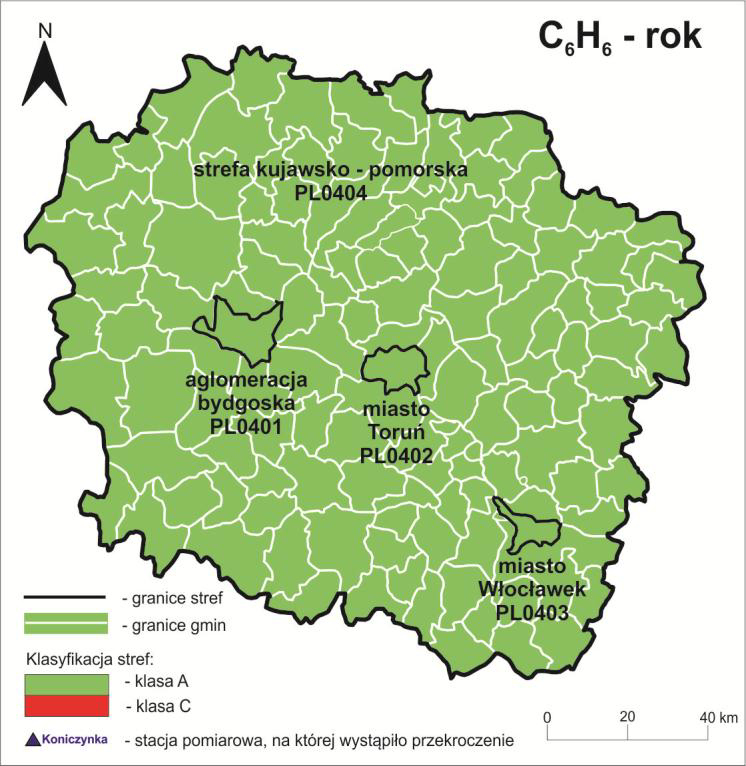 N
C₆H₆ - rok
strefa kujawsko - pomorska
PL0404
aglomeracja
bydgoska
PL0401
miasto
Toruń
PL0402
miasto
Włocławek
PL0403
- granice stref
- granice gmin
Klasyfikacja stref:
- klasa A
- klasa C
Koniczynka - stacja pomiarowa, na której wystąpiło przekroczenie
0 20 40 km